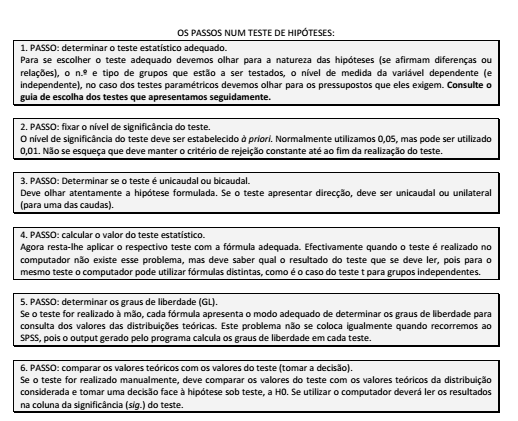 OS PASSOS NUM TESTE DE HIPÓTESES:
1. PASSO: determinar o teste estatístico adequado.
Para se escolher o teste adequado devemos olhar para a natureza das hipóteses (se afirmam diferenças ou
relações), o n.º e tipo de grupos que estão a ser testados, o nível de medida da variável dependente (e
independente), no caso dos testes paramétricos devemos olhar para os pressupostos que eles exigem. Consulte o
guia de escolha dos testes que apresentamos seguidamente.
2. PASSO: fixar o nível de significância do teste.
O nível de significância do teste deve ser estabelecido à priori. Normalmente utilizamos 0,05, mas pode ser utilizado
0,01. Não se esqueça que deve manter o critério de rejeição constante até ao fim da realização do teste.
3. PASSO: Determinar se o teste é unicaudal ou bicaudal.
Deve olhar atentamente a hipótese formulada. Se o teste apresentar direcção, deve ser unicaudal ou unilateral
(para uma das caudas).
4. PASSO: calcular o valor do teste estatístico.
Agora resta-lhe aplicar o respectivo teste com a fórmula adequada. Efectivamente quando o teste é realizado no
computador não existe esse problema, mas deve saber qual o resultado do teste que se deve ler, pois para o
mesmo teste o computador pode utilizar fórmulas distintas, como é o caso do teste t para grupos independentes.
5. PASSO: determinar os graus de liberdade (GL).
Se o teste for realizado à mão, cada fórmula apresenta o modo adequado de determinar os graus de liberdade para
consulta dos valores das distribuições teóricas. Este problema não se coloca igualmente quando recorremos ao
SPSS, pois o output gerado pelo programa calcula os graus de liberdade em cada teste.
6. PASSO: comparar os valores teóricos com os valores do teste (tomar a decisão).
Se o teste for realizado manualmente, deve comparar os valores do teste com os valores teóricos da distribuição
considerada e tomar uma decisão face à hipótese sob teste, a H0. Se utilizar o computador deverá ler os resultados
na coluna da significância (sig.) do teste.